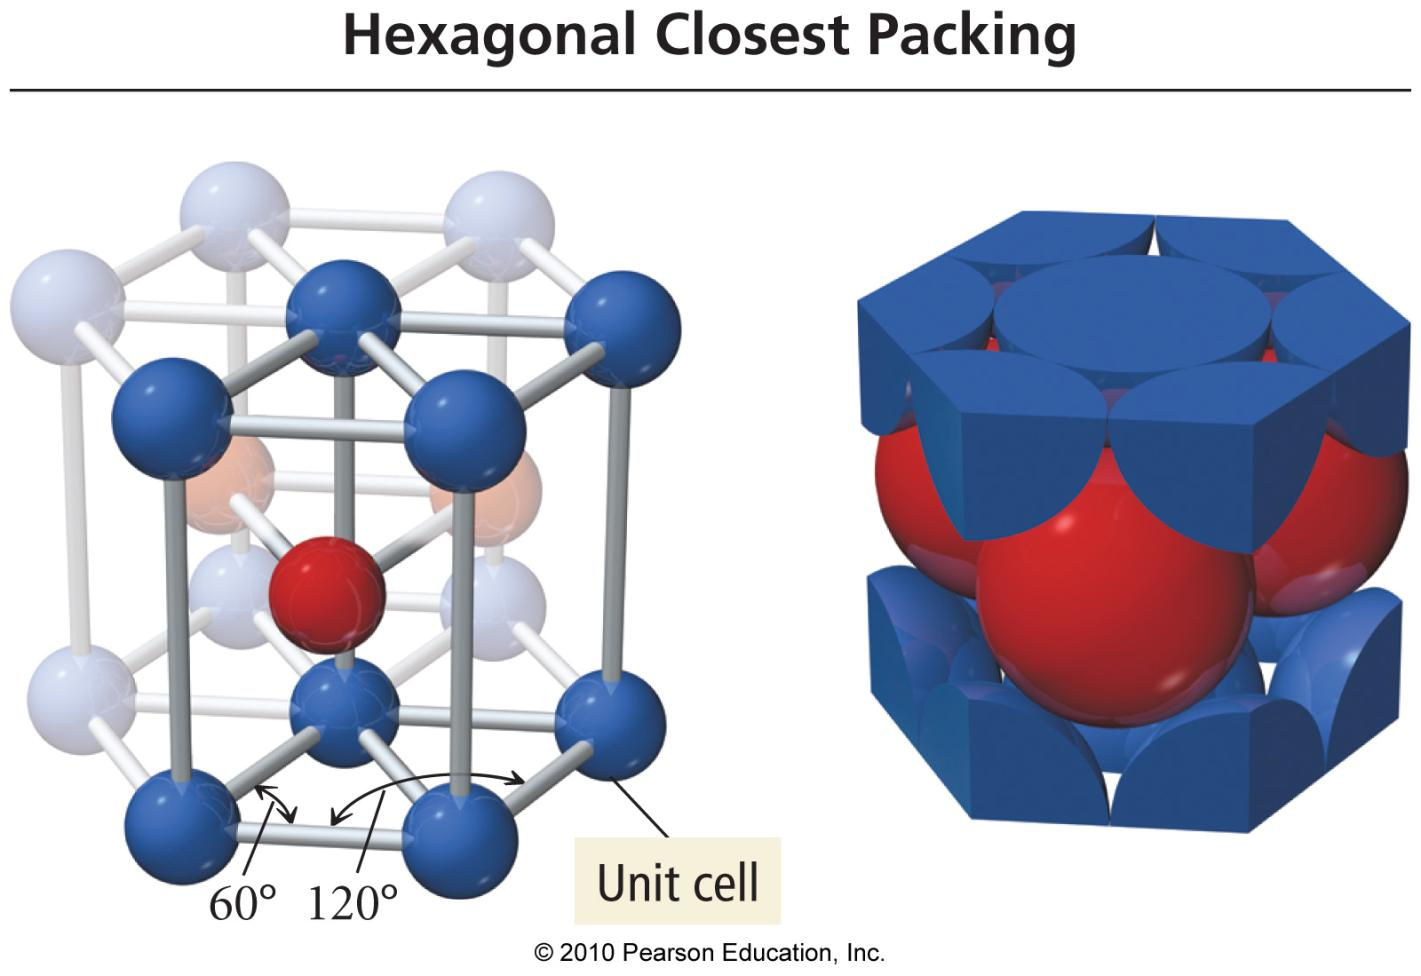 Hexagonal Closest Packing
60° 120°
Unit cell
© 2010 Pearson Education, Inc.